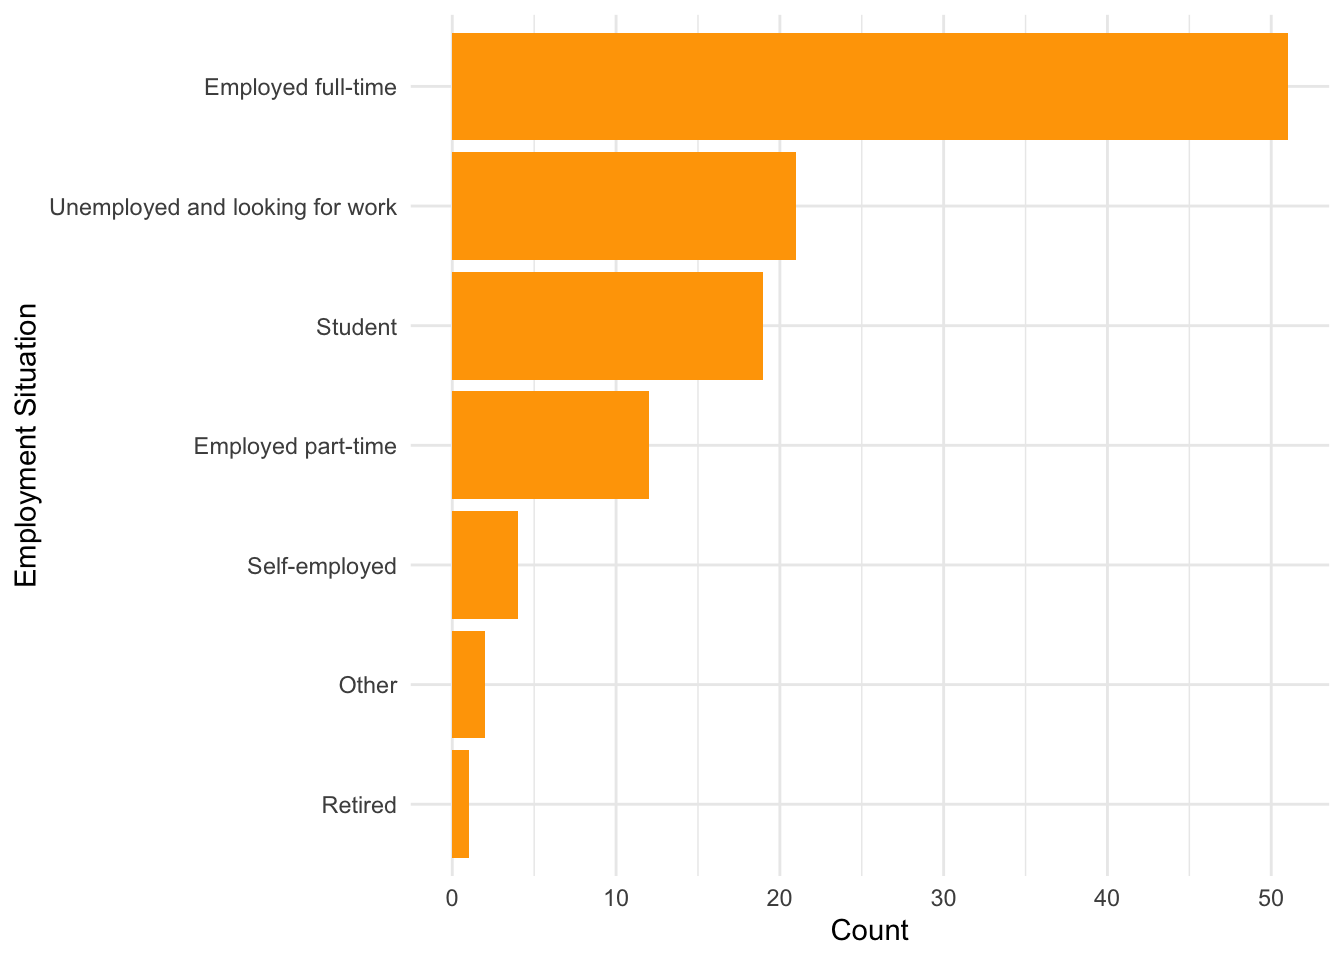 Employment Situation
Employed full-time
Unemployed and looking for work
Student
Employed part-time
Self-employed
Other
Retired
0 10 20 30 40 50
Count